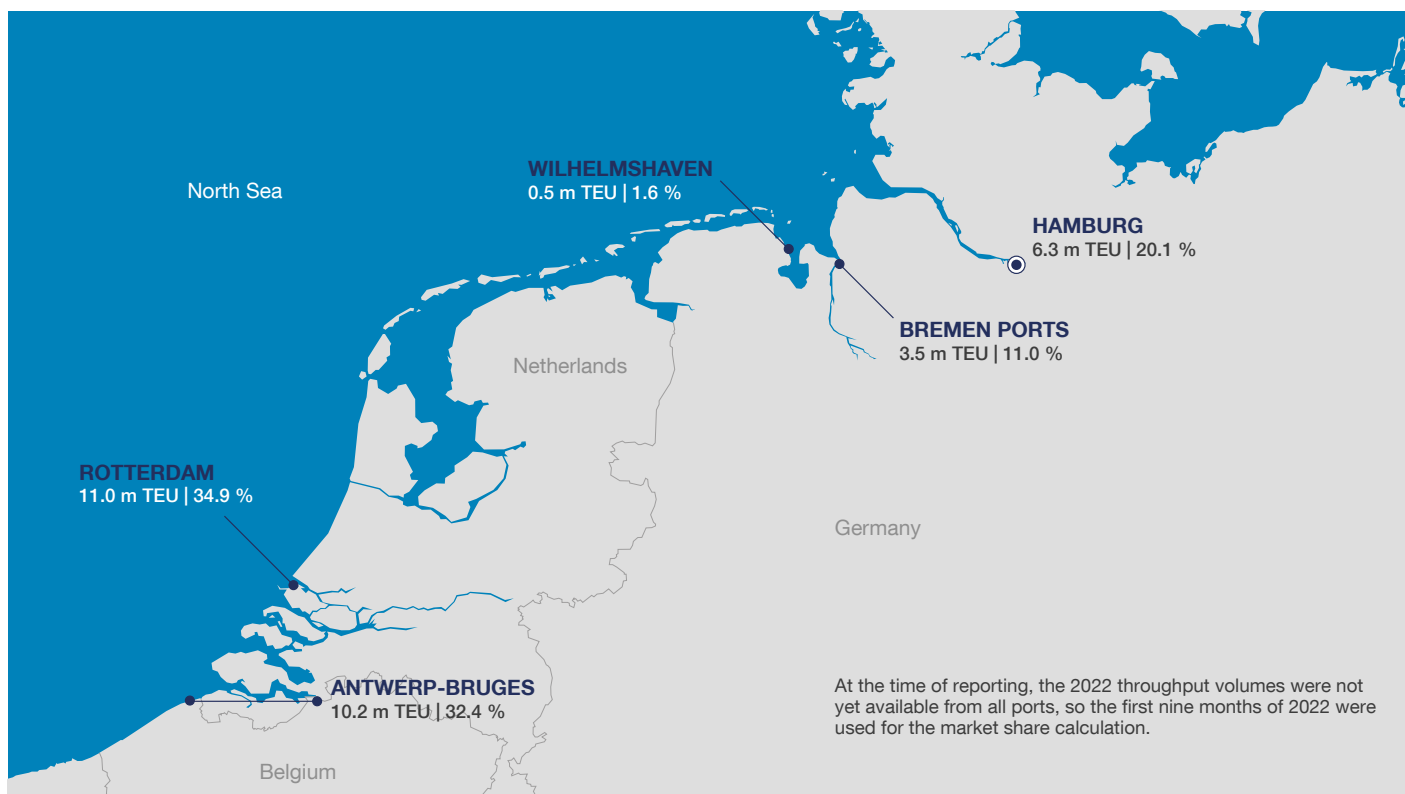 North Sea
WILHELMSHAVEN
0.5 m TEU | 1.6 %
HAMBURG
6.3 m TEU | 20.1 %
BREMEN PORTS
3.5 m TEU | 11.0 %
Netherlands
ROTTERDAM
11.0 m TEU | 34.9 %
Germany
ANTWERP-BRUGES
10.2 m TEU | 32.4 %
Belgium
At the time of reporting, the 2022 throughput volumes were not
yet available from all ports, so the first nine months of 2022 were
used for the market share calculation.